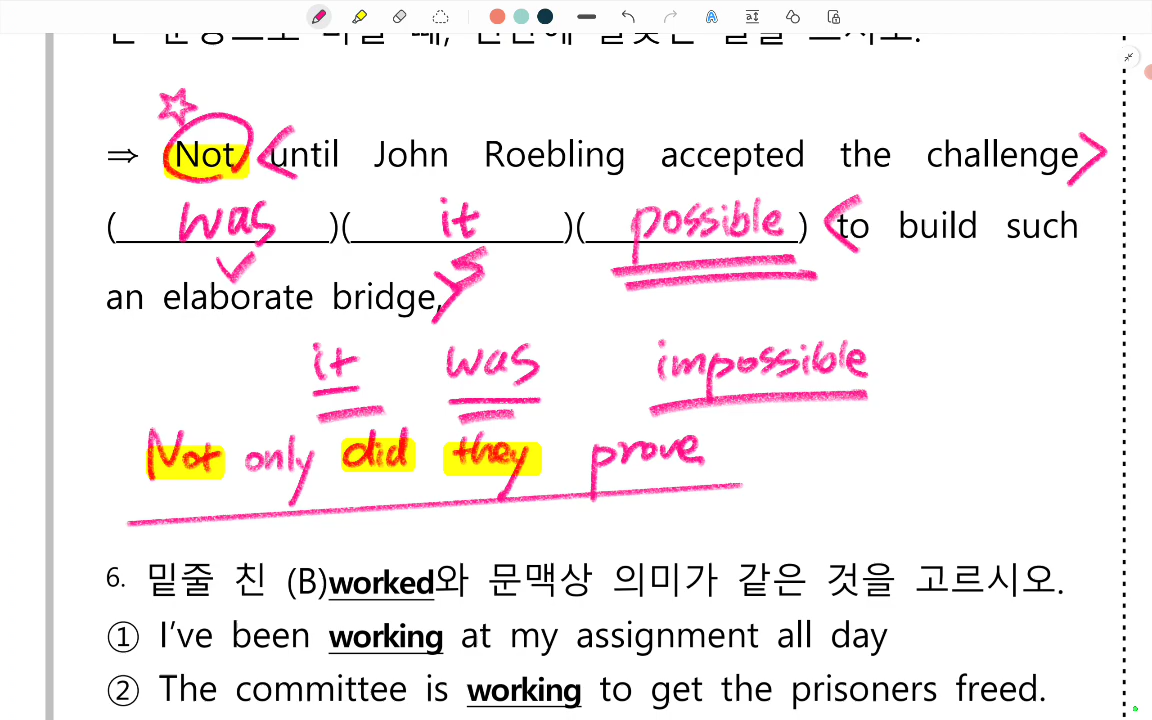 ⇒ Not <until John Roebling accepted the challenge>
( was )( it )( possible ) <to build such
an elaborate bridge,>
it was impossible
Not only did they prove
6. 밑줄 친 (B)worked와 문맥상 의미가 같은 것을 고르시오.
① I've been working at my assignment all day
② The committee is working to get the prisoners freed.